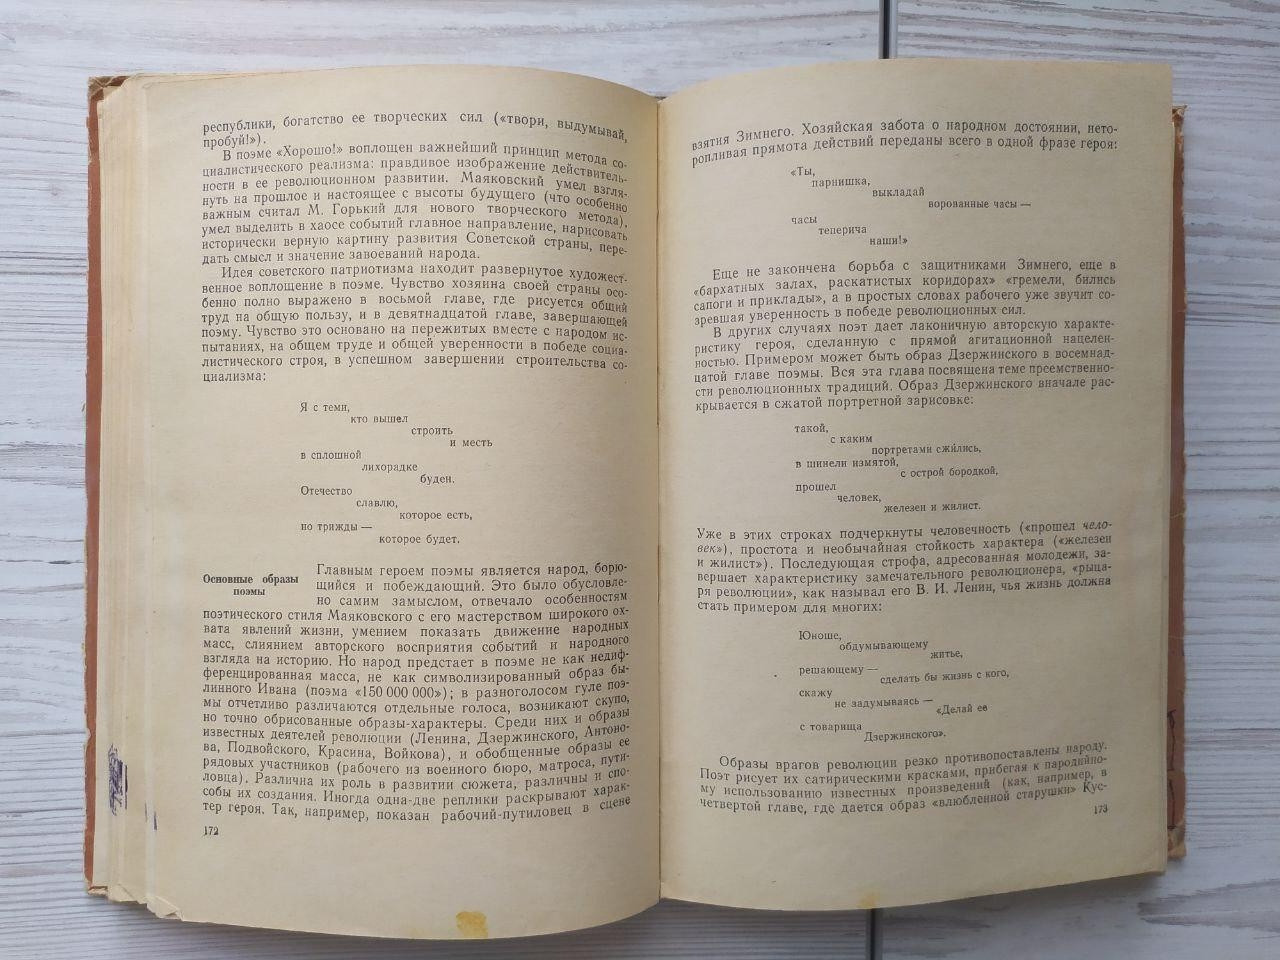 республики, богатство ее творческих сил («твори, выдумывай,
пробуй!»).
В поэме «Хорошо!» воплощен важнейший принцип метода со-
циалистического реализма: правдивое изображение действитель-
ности в ее революционном развитии. Маяковский умел взгля-
нуть на прошлое и настоящее с высоты будущего (что особенно
важным считал М. Горький для нового творческого метода),
умел выделить в хаосе событий главное направление, нарисовать
исторически верную картину развития Советской страны, пере-
дать смысл и значение завоеваний народа.
Идея советского патриотизма находит развернутое художест-
венное воплощение в поэме. Чувство хозяина своей страны осо-
бенно полно выражено в восьмой главе, где рисуется общий
труд на общую пользу, и в девятнадцатой главе, завершающей
поэму. Чувство это основано на пережитых вместе с народом ис-
пытаниях, на общем труде и общей уверенности в победе социа-
листического строя, в успешном завершении строительства со-
циализма:
Я с теми,
кто вышел
строить
и месть
в сплошной
лихорадке
буден.
Отечество
славлю,
которое есть,
но трижды —
которое будет.
Основные образы
поэмы
Главным героем поэмы является народ, борю-
щийся и побеждающий. Это было обусловле-
но самим замыслом, отвечало особенностям
поэтического стиля Маяковского с его мастерством широкого ох-
вата явлений жизни, умением показать движение народных
масс, слиянием авторского восприятия событий и народного
взгляда на историю. Но народ предстает в поэме не как недиф-
ференцированная масса, не как символизированный образ бы-
линного Ивана (поэма «150 000 000»); в разноголосом гуле поэ-
мы отчетливо различаются отдельные голоса, возникают скупо,
но точно обрисованные образы-характеры. Среди них и образы
известных деятелей революции (Ленина, Дзержинского, Антоно-
ва, Подвойского, Красина, Войкова), и обобщенные образы ее
рядовых участников (рабочего из военного бюро, матроса, пути-
ловца). Различна их роль в развитии сюжета, различны и спо-
собы их создания. Иногда одна-две реплики раскрывают харак-
тер героя. Так, например, показан рабочий-путиловец в сцене
172
взятия Зимнего. Хозяйская забота о народном достоянии, нето-
ропливая прямота действий переданы всего в одной фразе героя:
«Ты,
парнишка,
выкладай
ворованные часы —
часы
теперича
наши!»
Еще не закончена борьба с защитниками Зимнего, еще в
«бархатных залах, раскатистых коридорах» «гремели, бились
сапоги и приклады», а в простых словах рабочего уже звучит со-
зревшая уверенность в победе революционных сил.
В других случаях поэт дает лаконичную авторскую характе-
ристику героя, сделанную с прямой агитационной нацелен-
ностью. Примером может быть образ Дзержинского в восемнад-
цатой главе поэмы. Вся эта глава посвящена теме преемственно-
сти революционных традиций. Образ Дзержинского вначале рас-
крывается в сжатой портретной зарисовке:
такой,
с каким
портретами сжились,
в шинели измятой,
с острой бородкой,
прошел
человек,
железен и жилист.
Уже в этих строках подчеркнуты человечность («прошел чело-
век»), простота и необычайная стойкость характера («железен
и жилист»). Последующая строфа, адресованная молодежи, за-
вершает характеристику замечательного революционера, «рыца-
ря революции», как называл его В. И. Ленин, чья жизнь должна
стать примером для многих:
Юноше,
обдумывающему
житье,
решающему —
сделать бы жизнь с кого,
скажу
не задумываясь —
«Делай ее
с товарища
Дзержинского».
Образы врагов революции резко противопоставлены народу.
Поэт рисует их сатирическими красками, прибегая к пародийно-
му использованию известных произведений (как, например, в
четвертой главе, где дается образ «влюбленной старушки» Кус-
173